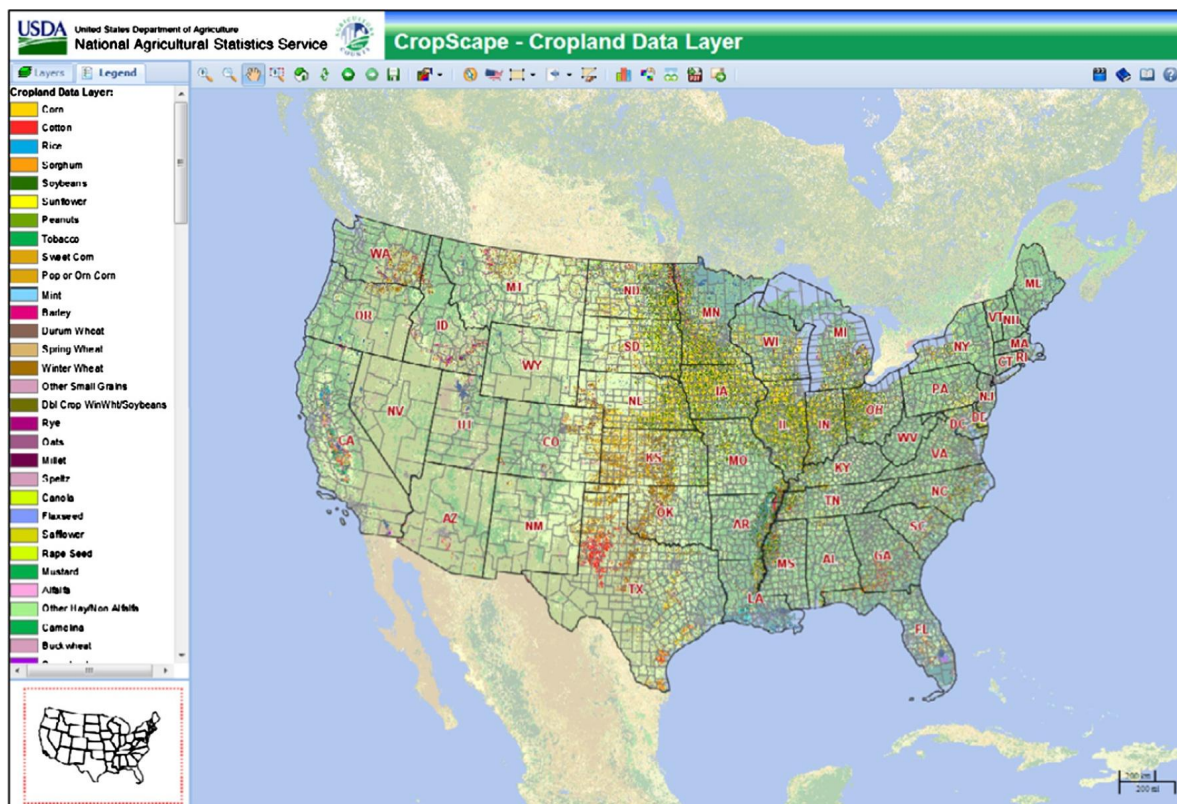 USDA
United States Department of Agriculture
National Agricultural Statistics Service
CropScape - Cropland Data Layer
Layers
Legend
Cropland Data Layer:
Corn
Cotton
Rice
Sorghum
Soybeans
Sunflower
Peanuts
Tobacco
Sweet Corn
Pop or Orn Corn
Mint
Barley
Durum Wheat
Spring Wheat
Winter Wheat
Other Small Grains
Dbl Crop WinWht/Soybeans
Rye
Oats
Millet
Speltz
Canola
Flaxseed
Safflower
Rape Seed
Mustard
Alfalfa
Other Hay/Non Alfalfa
Camelina
Buckwheat
WA
MT
ND
MN
ME
OR
ID
SD
WI
MI
VT
NH
NY
MA
WY
CT
RI
IA
PA
NV
NE
NJ
UT
IL
IN
OH
DE
CO
DC
CA
KS
MO
WV
VA
KY
NC
TN
AZ
NM
OK
AR
SC
MS
AL
GA
TX
LA
FL
200 km
200 mi